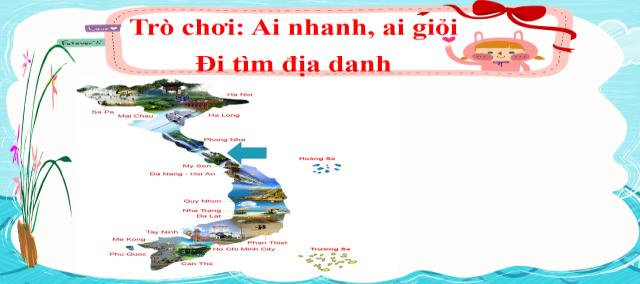 Trò chơi: Ai nhanh, ai giỏi
Đi tìm địa danh
Love
Forever
Ha Noi
Sa Pa
Mai Chau
Ha Long
Phong Nha
Hoàng Sa
My Son
Da Nang - Hoi An
Quy Nhon
Nha Trang
Da Lat
Tay Ninh
Phan Thiet
Me Kong
Ho Chi Minh City
Trường Sa
Phu Quoc
Can Tho